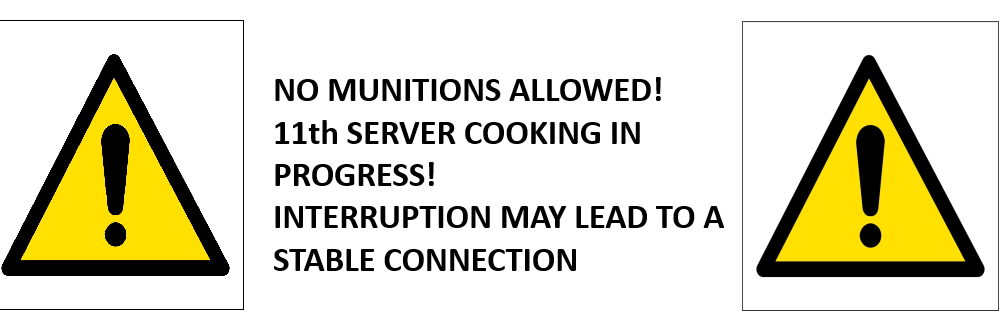 NO MUNITIONS ALLOWED!
11th SERVER COOKING IN
PROGRESS!
INTERRUPTION MAY LEAD TO A
STABLE CONNECTION